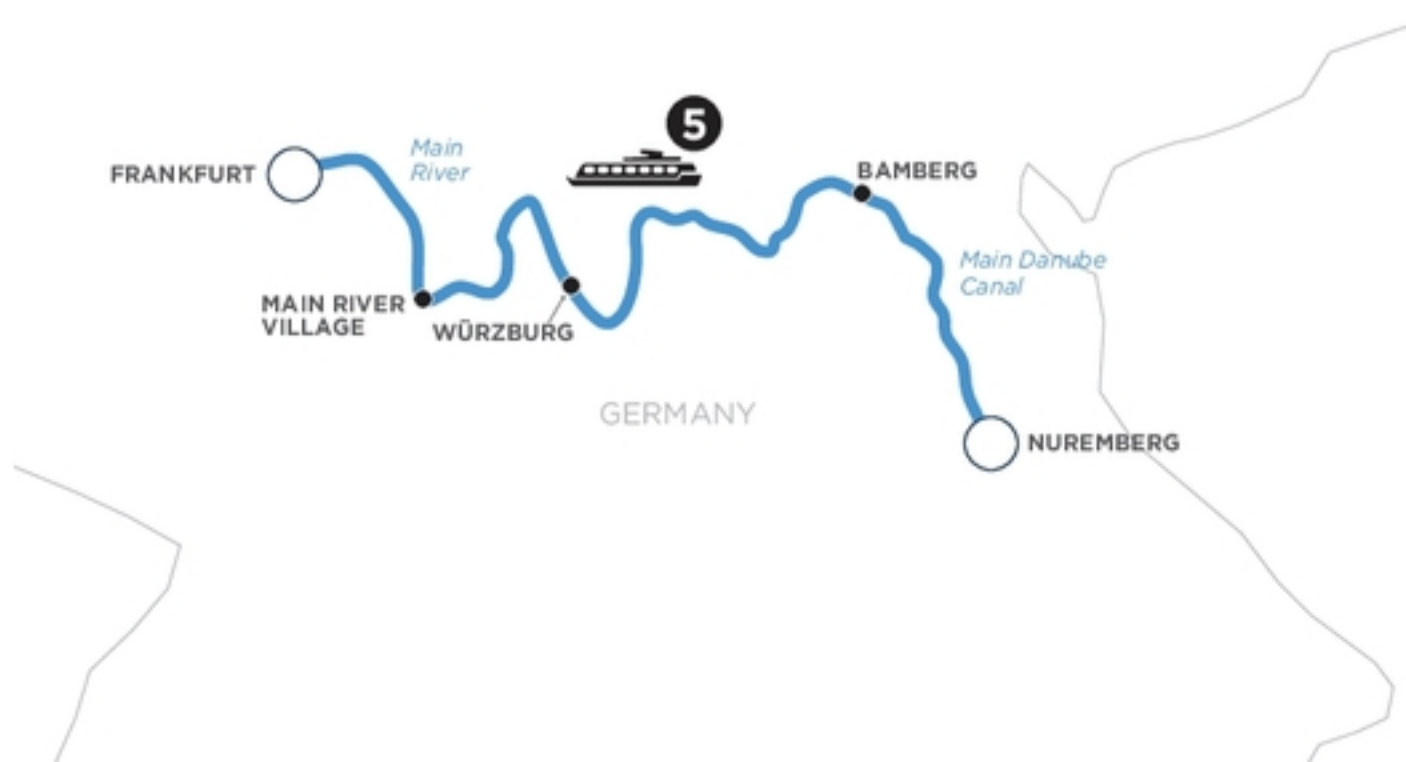 5
Main
River
FRANKFURT
BAMBERG
Main Danube
Canal
MAIN RIVER
VILLAGE
WÜRZBURG
GERMANY
NUREMBERG